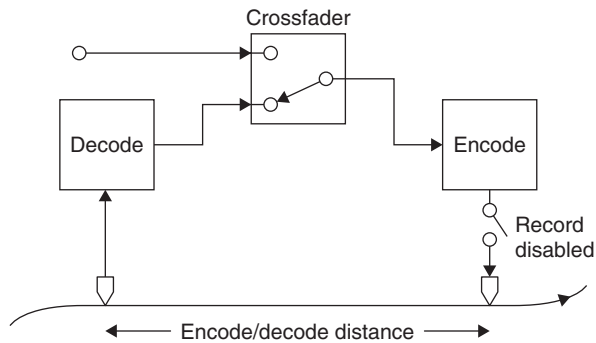 Crossfader
Decode
Encode
Record
disabled
Encode/decode distance